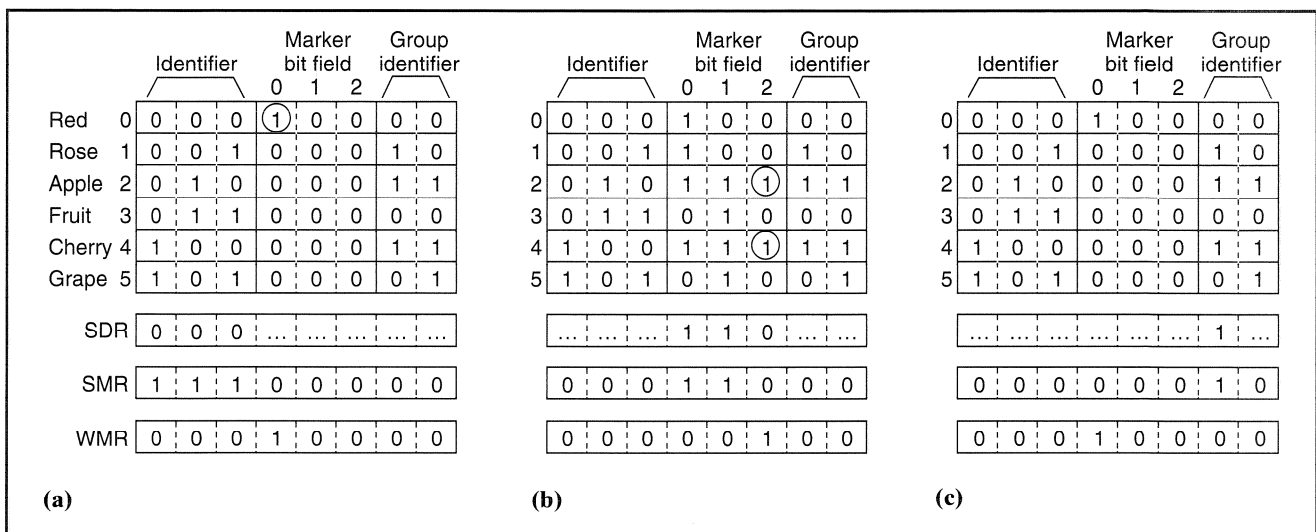 Identifier Marker bit field Group identifier
0 1 2
Red 0 0 0 0 1 0 0 0 0
Rose 1 0 0 1 0 0 0 1 0
Apple 2 0 1 0 0 0 0 1 1
Fruit 3 0 1 1 0 0 0 0 0
Cherry 4 1 0 0 0 0 0 1 1
Grape 5 1 0 1 0 0 0 0 1
SDR 0 0 0 ... ... ... ... ...
SMR 1 1 1 0 0 0 0 0
WMR 0 0 0 1 0 0 0 0
(a)
Identifier Marker bit field Group identifier
0 1 2
0 0 0 0 1 0 0 0 0
1 0 0 1 1 0 0 1 0
2 0 1 0 1 1 1 1 1
3 0 1 1 0 1 0 0 0
4 1 0 0 1 1 1 1 1
5 1 0 1 0 1 0 0 1
... ... ... 1 1 0 ... ...
0 0 0 1 1 0 0 0
0 0 0 0 0 1 0 0
(b)
Identifier Marker bit field Group identifier
0 1 2
0 0 0 0 1 0 0 0 0
1 0 0 1 0 0 0 1 0
2 0 1 0 0 0 0 1 1
3 0 1 1 0 0 0 0 0
4 1 0 0 0 0 0 1 1
5 1 0 1 0 0 0 0 1
... ... ... ... ... ... 1 ...
0 0 0 0 0 0 1 0
0 0 0 1 0 0 0 0
(c)